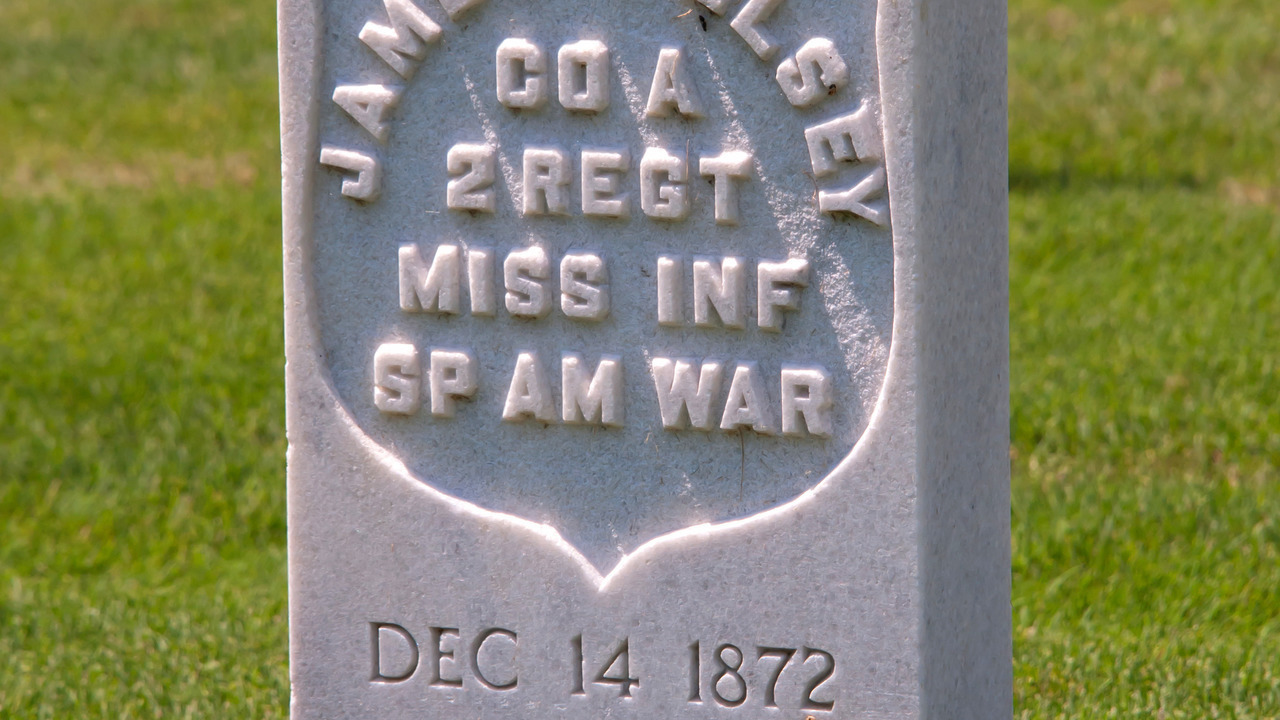 CO A
2 REGT
MISS INF
SP AM WAR
DEC 14 1872